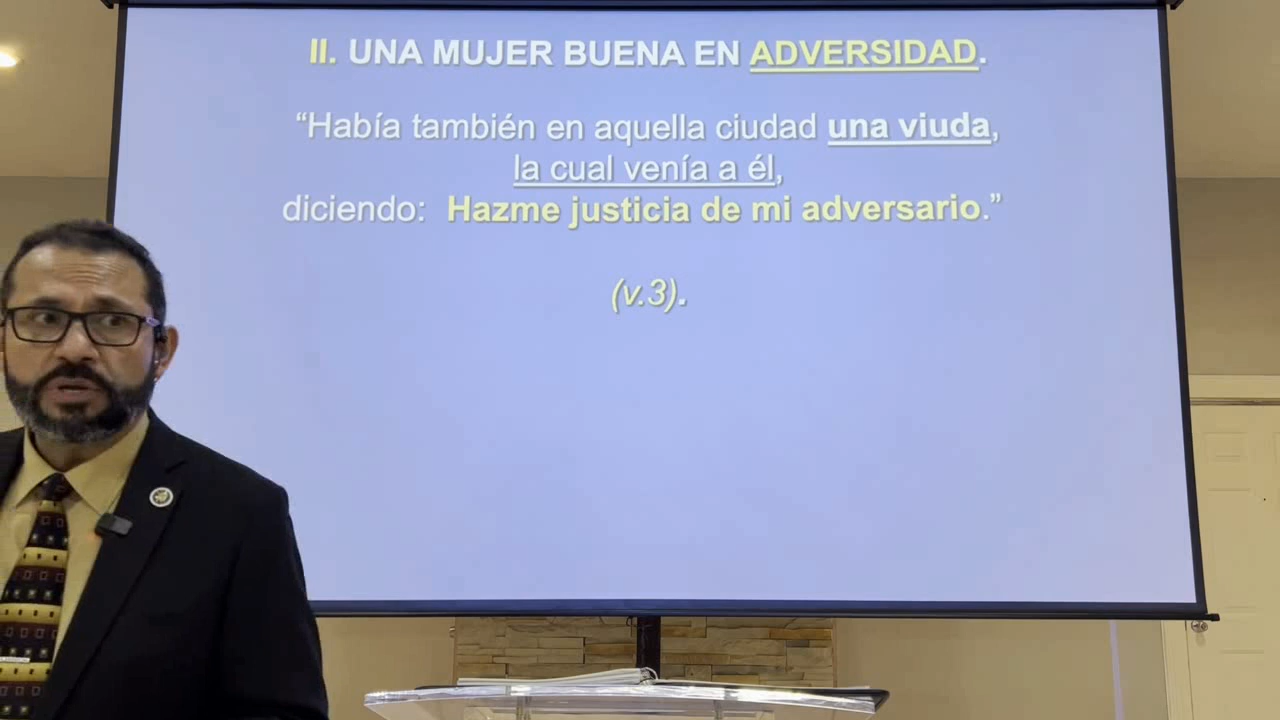 II. UNA MUJER BUENA EN ADVERSIDAD.
“Había también en aquella ciudad una viuda,
la cual venía a él,
diciendo: Hazme justicia de mi adversario.”
(v.3).